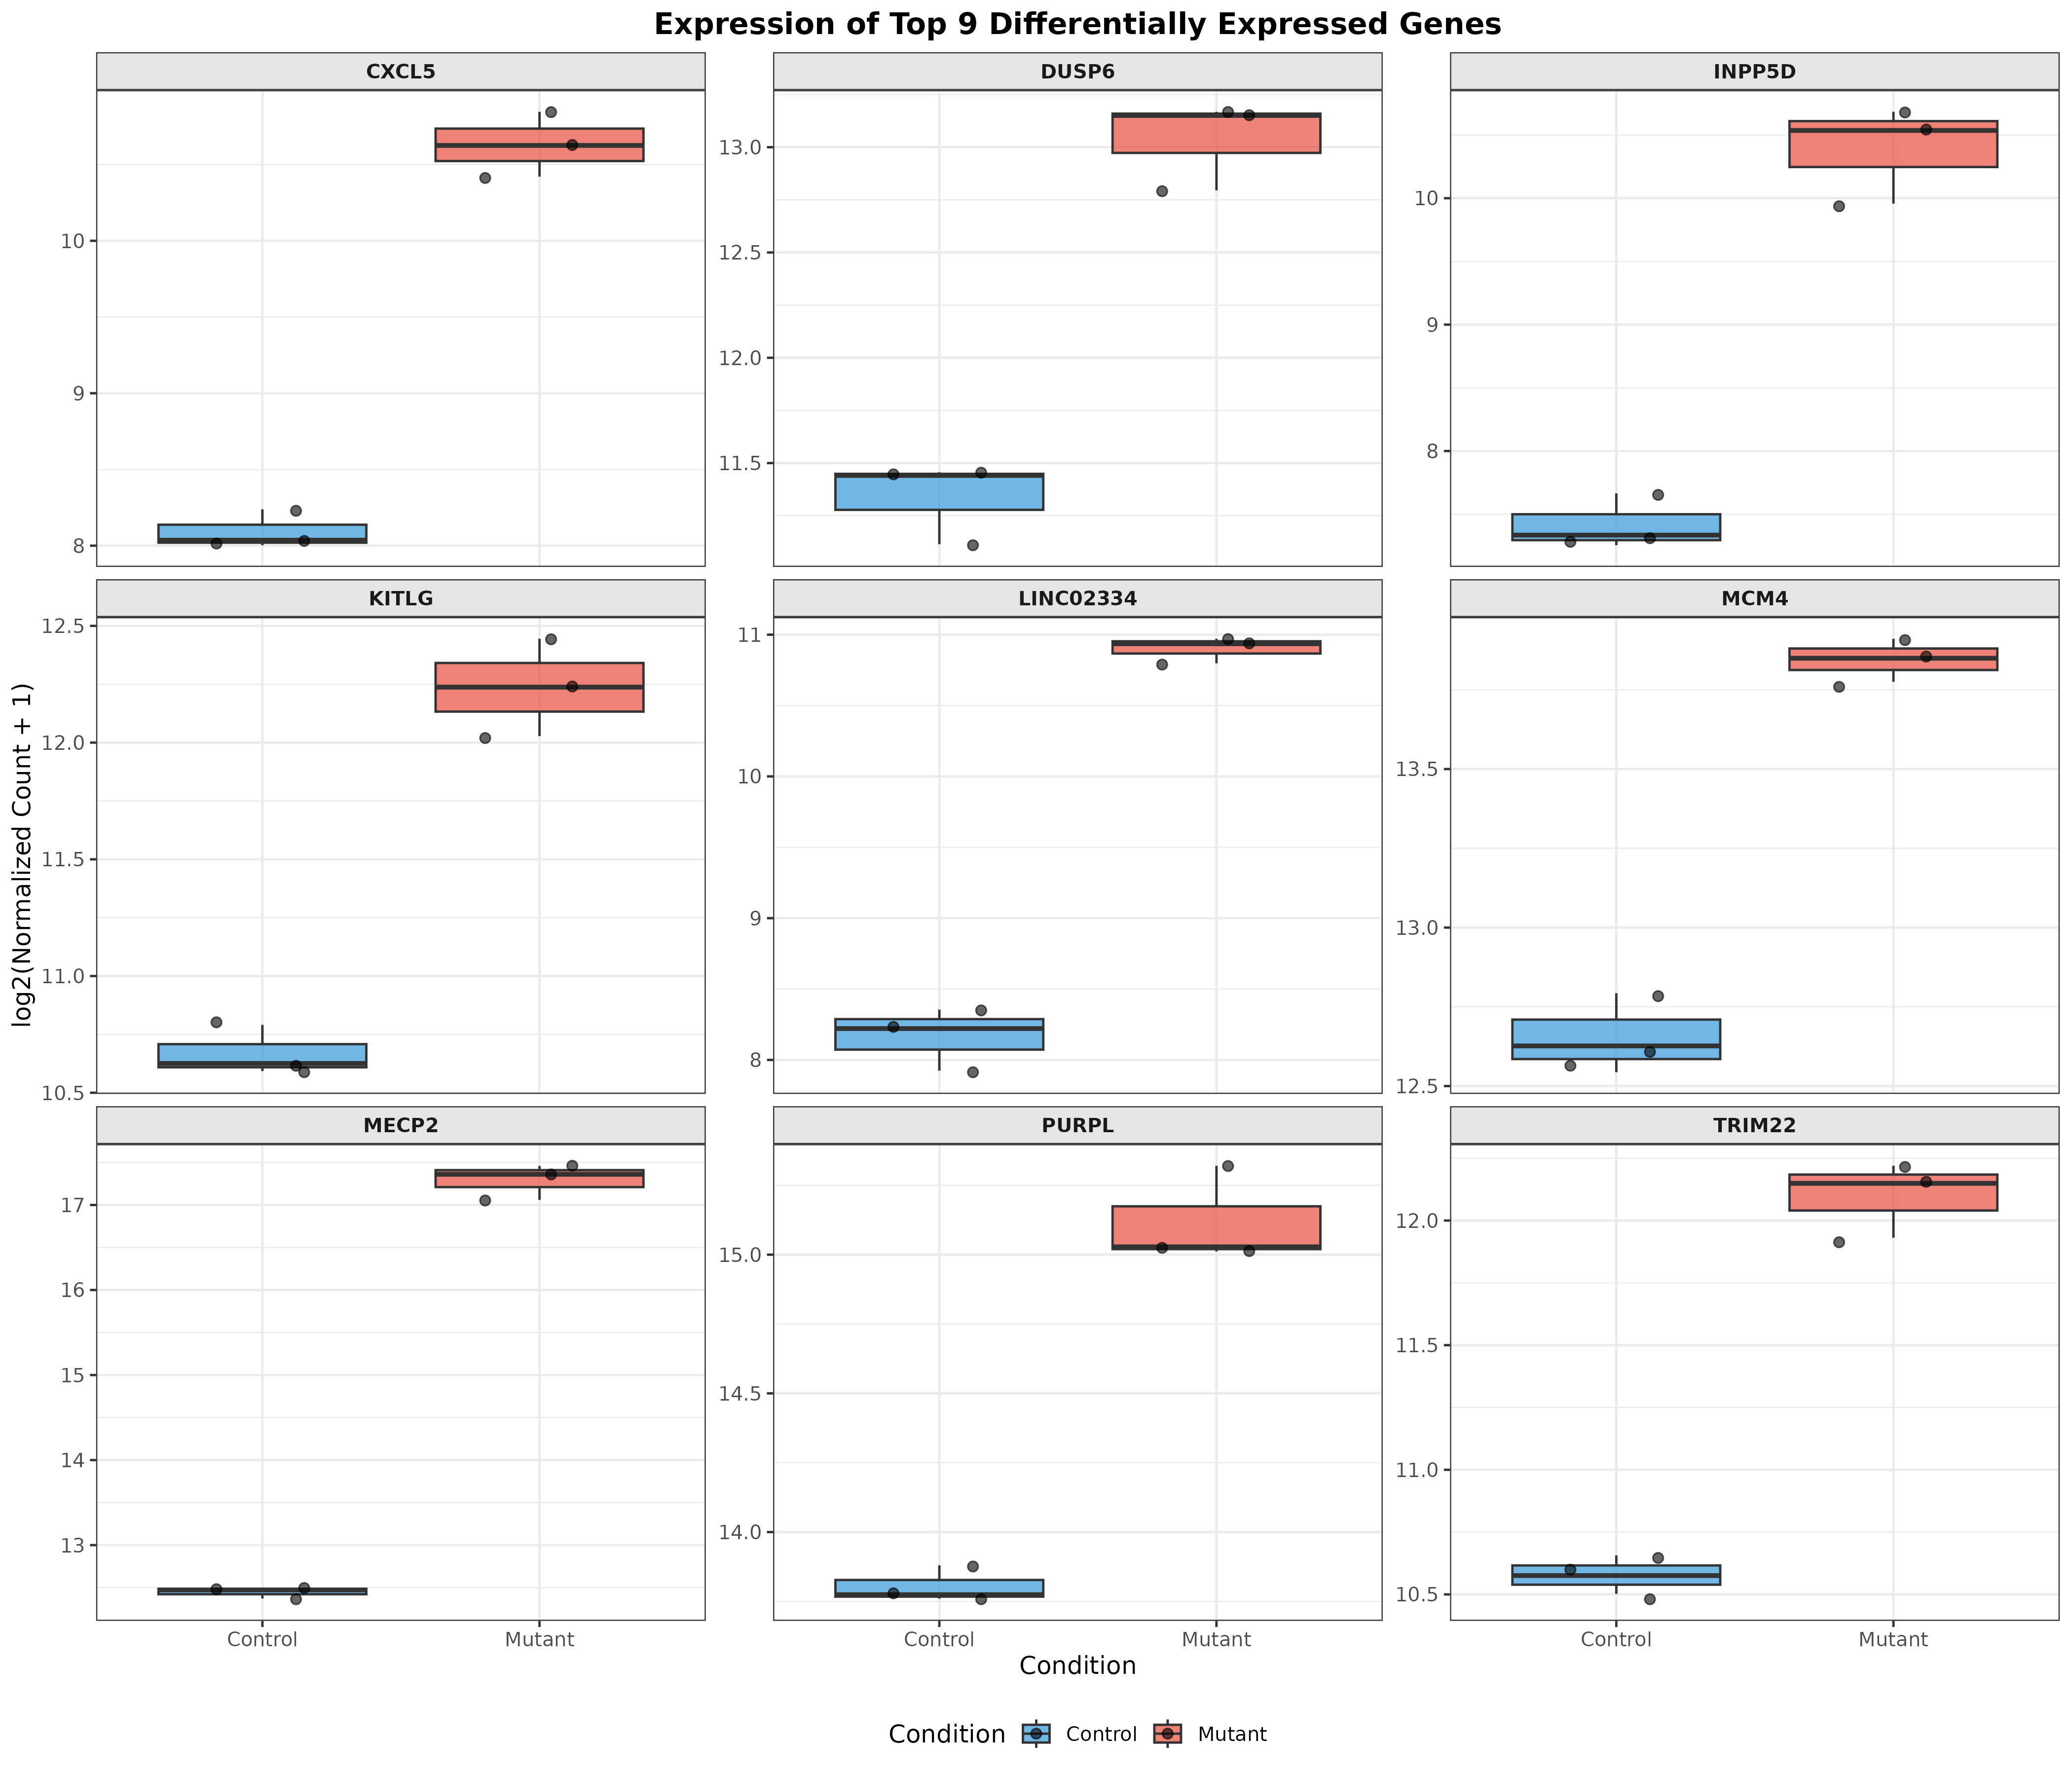 Expression of Top 9 Differentially Expressed Genes
CXCL5
DUSP6
INPP5D
10
9
8
13.0
12.5
12.0
11.5
10
9
8
KITLG
LINC02334
MCM4
12.5
12.0
11.5
11.0
10.5
11
10
9
8
13.5
13.0
12.5
MECP2
PURPL
TRIM22
17
16
15
14
13
15.0
14.5
14.0
12.0
11.5
11.0
10.5
log2(Normalized Count + 1)
Control
Mutant
Control
Mutant
Control
Mutant
Condition
Condition
Control
Mutant